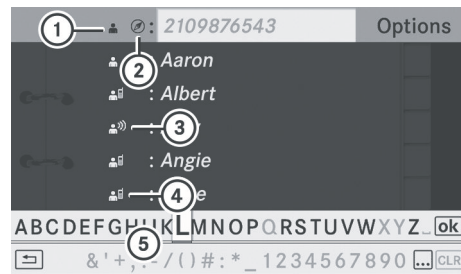 1 : 2109876543 Options
2 : Aaron
: Albert
3 :
: Angie
4
ABCDEFGHIJKLMNOPQRSTUVWXYZ_ ok
5
&'+,:-/()#:*_1234567890 ... CLR